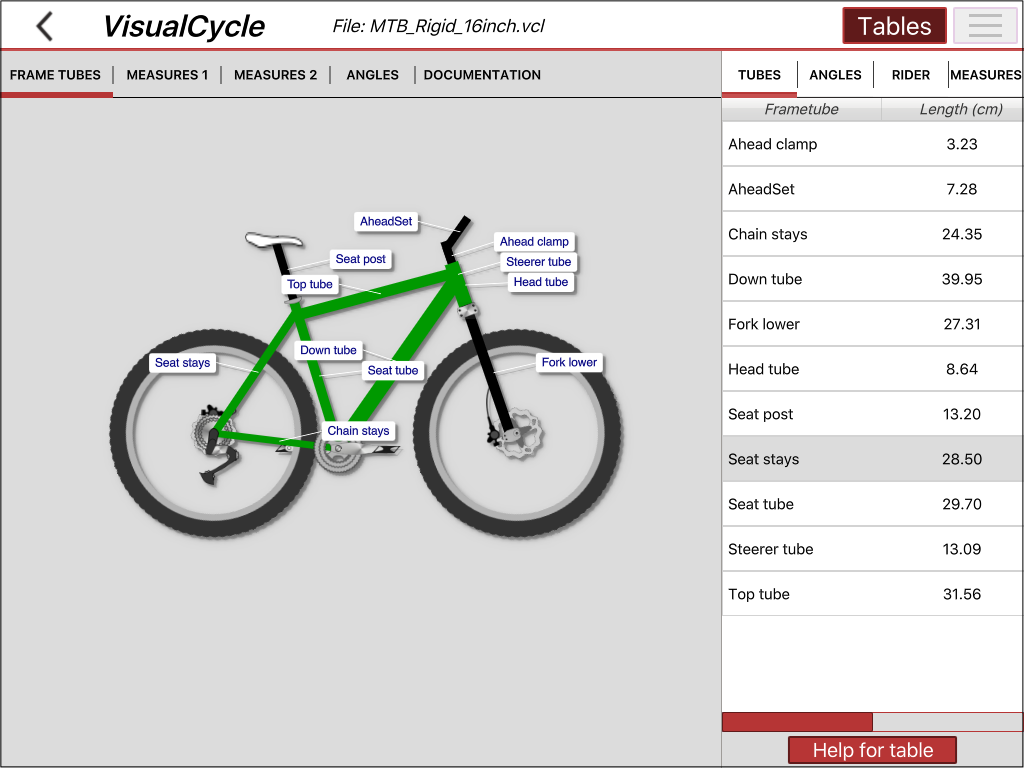 VisualCycle File: MTB_Rigid_16inch.vcl Tables
FRAME TUBES MEASURES 1 MEASURES 2 ANGLES DOCUMENTATION
TUBES ANGLES RIDER MEASURES
AheadSet
Ahead clamp
Seat post
Steerer tube
Top tube
Head tube
Down tube
Seat stays
Seat tube
Fork lower
Chain stays
Frametube Length (cm)
Ahead clamp 3.23
AheadSet 7.28
Chain stays 24.35
Down tube 39.95
Fork lower 27.31
Head tube 8.64
Seat post 13.20
Seat stays 28.50
Seat tube 29.70
Steerer tube 13.09
Top tube 31.56
Help for table